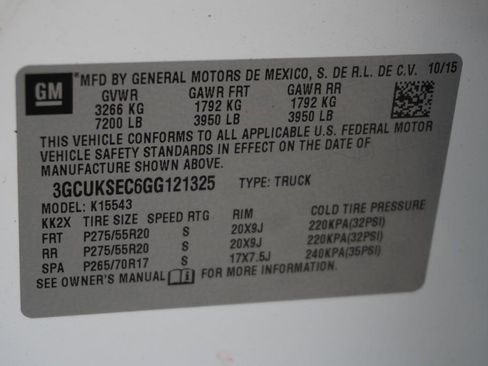 GM *MFD BY GENERAL MOTORS DE MEXICO, S. DE R.L. DE C.V. 10/15
GVWR GAWR FRT GAWR RR
3266 KG 1792 KG 1792 KG
7200 LB 3950 LB 3950 LB
THIS VEHICLE CONFORMS TO ALL APPLICABLE U.S. FEDERAL MOTOR
VEHICLE SAFETY STANDARDS IN EFFECT ON THE DATE OF
MANUFACTURE SHOWN ABOVE.
3GCUKSEC6GG121325 TYPE: TRUCK
MODEL: K15543
KK2X TIRE SIZE SPEED RTG RIM COLD TIRE PRESSURE
FRT P275/55R20 S 20X9J 220KPA(32PSI)
RR P275/55R20 S 20X9J 220KPA(32PSI)
SPA P265/70R17 S 17X7.5J 240KPA(35PSI)
SEE OWNER'S MANUAL FOR MORE INFORMATION.